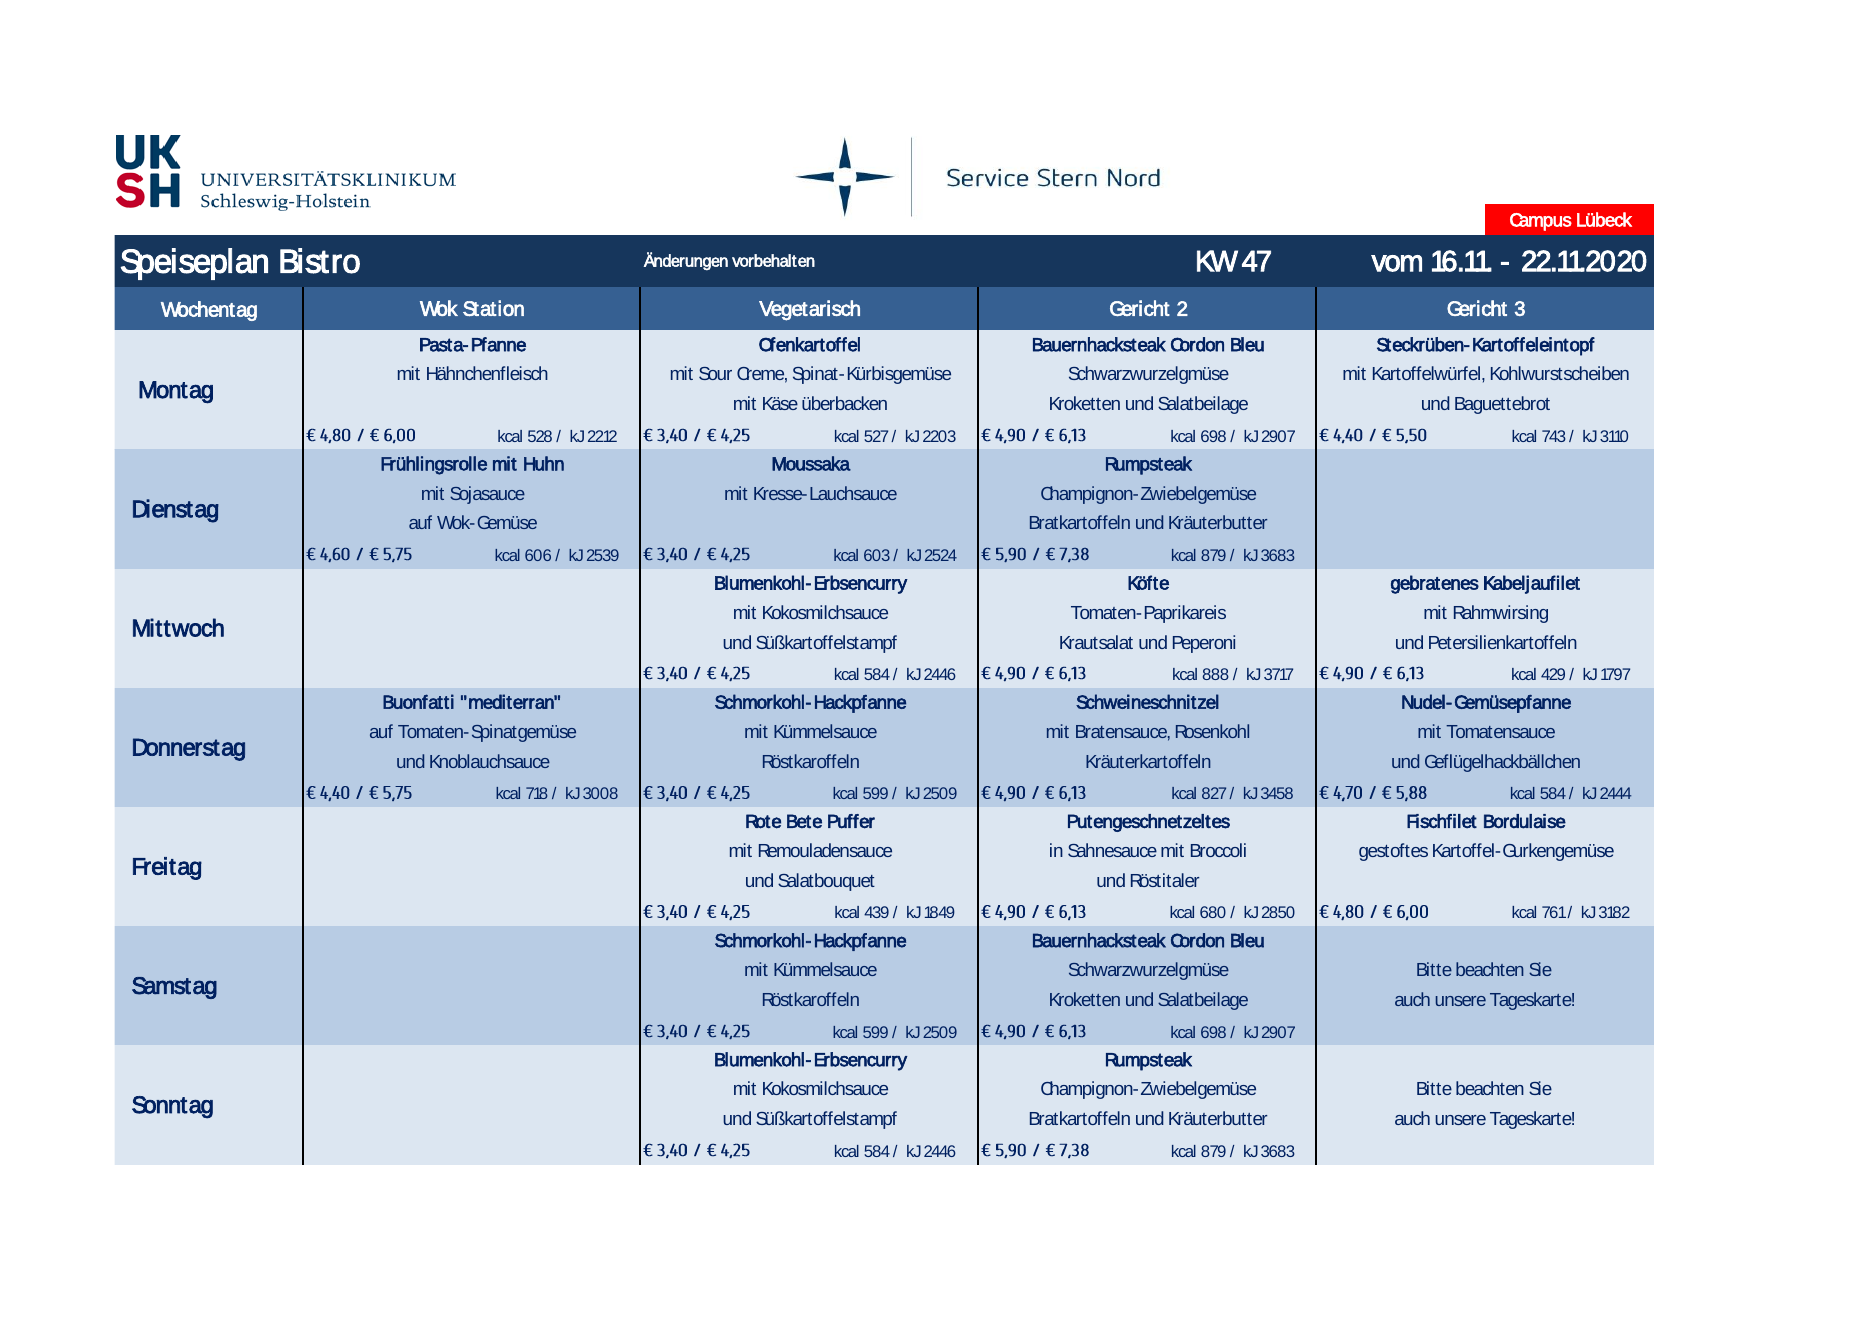 UK
SH
UNIVERSITÄTSKLINIKUM
Schleswig-Holstein
Service Stern Nord
Campus Lübeck
Speiseplan Bistro Änderungen vorbehalten KW 47 vom 16.11. - 22.11.2020
Wochentag Wok Station Vegetarisch Gericht 2 Gericht 3
Montag
Pasta-Pfanne
mit Hähnchenfleisch
€ 4,80 / € 6,00 kcal 528 / kJ 2212
Ofenkartoffel
mit Sour Creme, Spinat-Kürbisgemüse
mit Käse überbacken
€ 3,40 / € 4,25 kcal 527 / kJ 2203
Bauernhacksteak Cordon Bleu
Schwarzwurzelgmüse
Kroketten und Salatbeilage
€ 4,90 / € 6,13 kcal 698 / kJ 2907
Steckrüben-Kartoffeleintopf
mit Kartoffelwürfel, Kohlwurstscheiben
und Baguettebrot
€ 4,40 / € 5,50 kcal 743 / kJ 3110
Dienstag
Frühlingsrolle mit Huhn
mit Sojasauce
auf Wok-Gemüse
€ 4,60 / € 5,75 kcal 606 / kJ 2539
Moussaka
mit Kresse-Lauchsauce
€ 3,40 / € 4,25 kcal 603 / kJ 2524
Rumpsteak
Champignon-Zwiebelgemüse
Bratkartoffeln und Kräuterbutter
€ 5,90 / € 7,38 kcal 879 / kJ 3683
Mittwoch
Blumenkohl-Erbsencurry
mit Kokosmilchsauce
und Süßkartoffelstampf
€ 3,40 / € 4,25 kcal 584 / kJ 2446
Köfte
Tomaten-Paprikareis
Krautsalat und Peperoni
€ 4,90 / € 6,13 kcal 888 / kJ 3717
gebratenes Kabeljaufilet
mit Rahmwirsing
und Petersilienkartoffeln
€ 4,90 / € 6,13 kcal 429 / kJ 1797
Donnerstag
Buonfatti "mediterran"
auf Tomaten-Spinatgemüse
und Knoblauchsauce
€ 4,40 / € 5,75 kcal 718 / kJ 3008
Schmorkohl-Hackpfanne
mit Kümmelsauce
Röstkaroffeln
€ 3,40 / € 4,25 kcal 599 / kJ 2509
Schweineschnitzel
mit Bratensauce, Rosenkohl
Kräuterkartoffeln
€ 4,90 / € 6,13 kcal 827 / kJ 3458
Nudel-Gemüsepfanne
mit Tomatensauce
und Geflügelhackbällchen
€ 4,70 / € 5,88 kcal 584 / kJ 2444
Freitag
Rote Bete Puffer
mit Remouladensauce
und Salatbouquet
€ 3,40 / € 4,25 kcal 439 / kJ 1849
Putengeschnetzeltes
in Sahnesauce mit Broccoli
und Röstitaler
€ 4,90 / € 6,13 kcal 680 / kJ 2850
Fischfilet Bordulaise
gestoftes Kartoffel-Gurkengemüse
€ 4,80 / € 6,00 kcal 761 / kJ 3182
Samstag
Schmorkohl-Hackpfanne
mit Kümmelsauce
Röstkaroffeln
€ 3,40 / € 4,25 kcal 599 / kJ 2509
Bauernhacksteak Cordon Bleu
Schwarzwurzelgmüse
Kroketten und Salatbeilage
€ 4,90 / € 6,13 kcal 698 / kJ 2907
Bitte beachten Sie
auch unsere Tageskarte!
Sonntag
Blumenkohl-Erbsencurry
mit Kokosmilchsauce
und Süßkartoffelstampf
€ 3,40 / € 4,25 kcal 584 / kJ 2446
Rumpsteak
Champignon-Zwiebelgemüse
Bratkartoffeln und Kräuterbutter
€ 5,90 / € 7,38 kcal 879 / kJ 3683
Bitte beachten Sie
auch unsere Tageskarte!